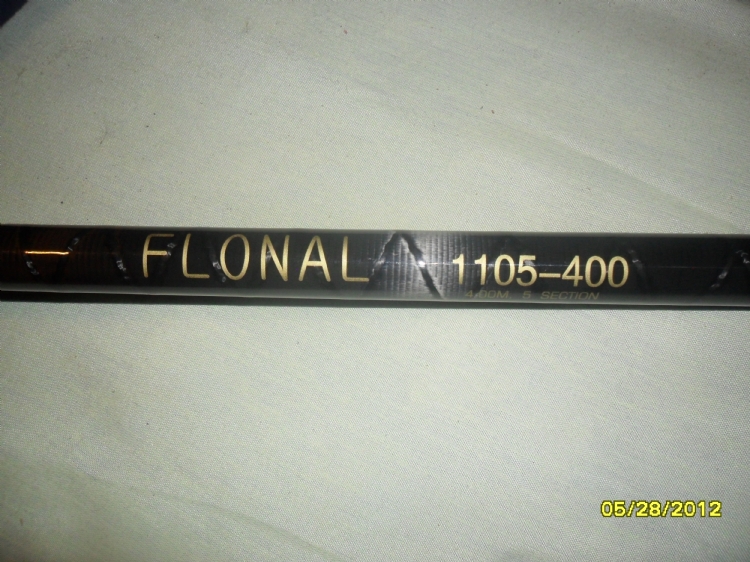 FLONAL 1105-400
4.00M. 5 SECTION
05/28/2012